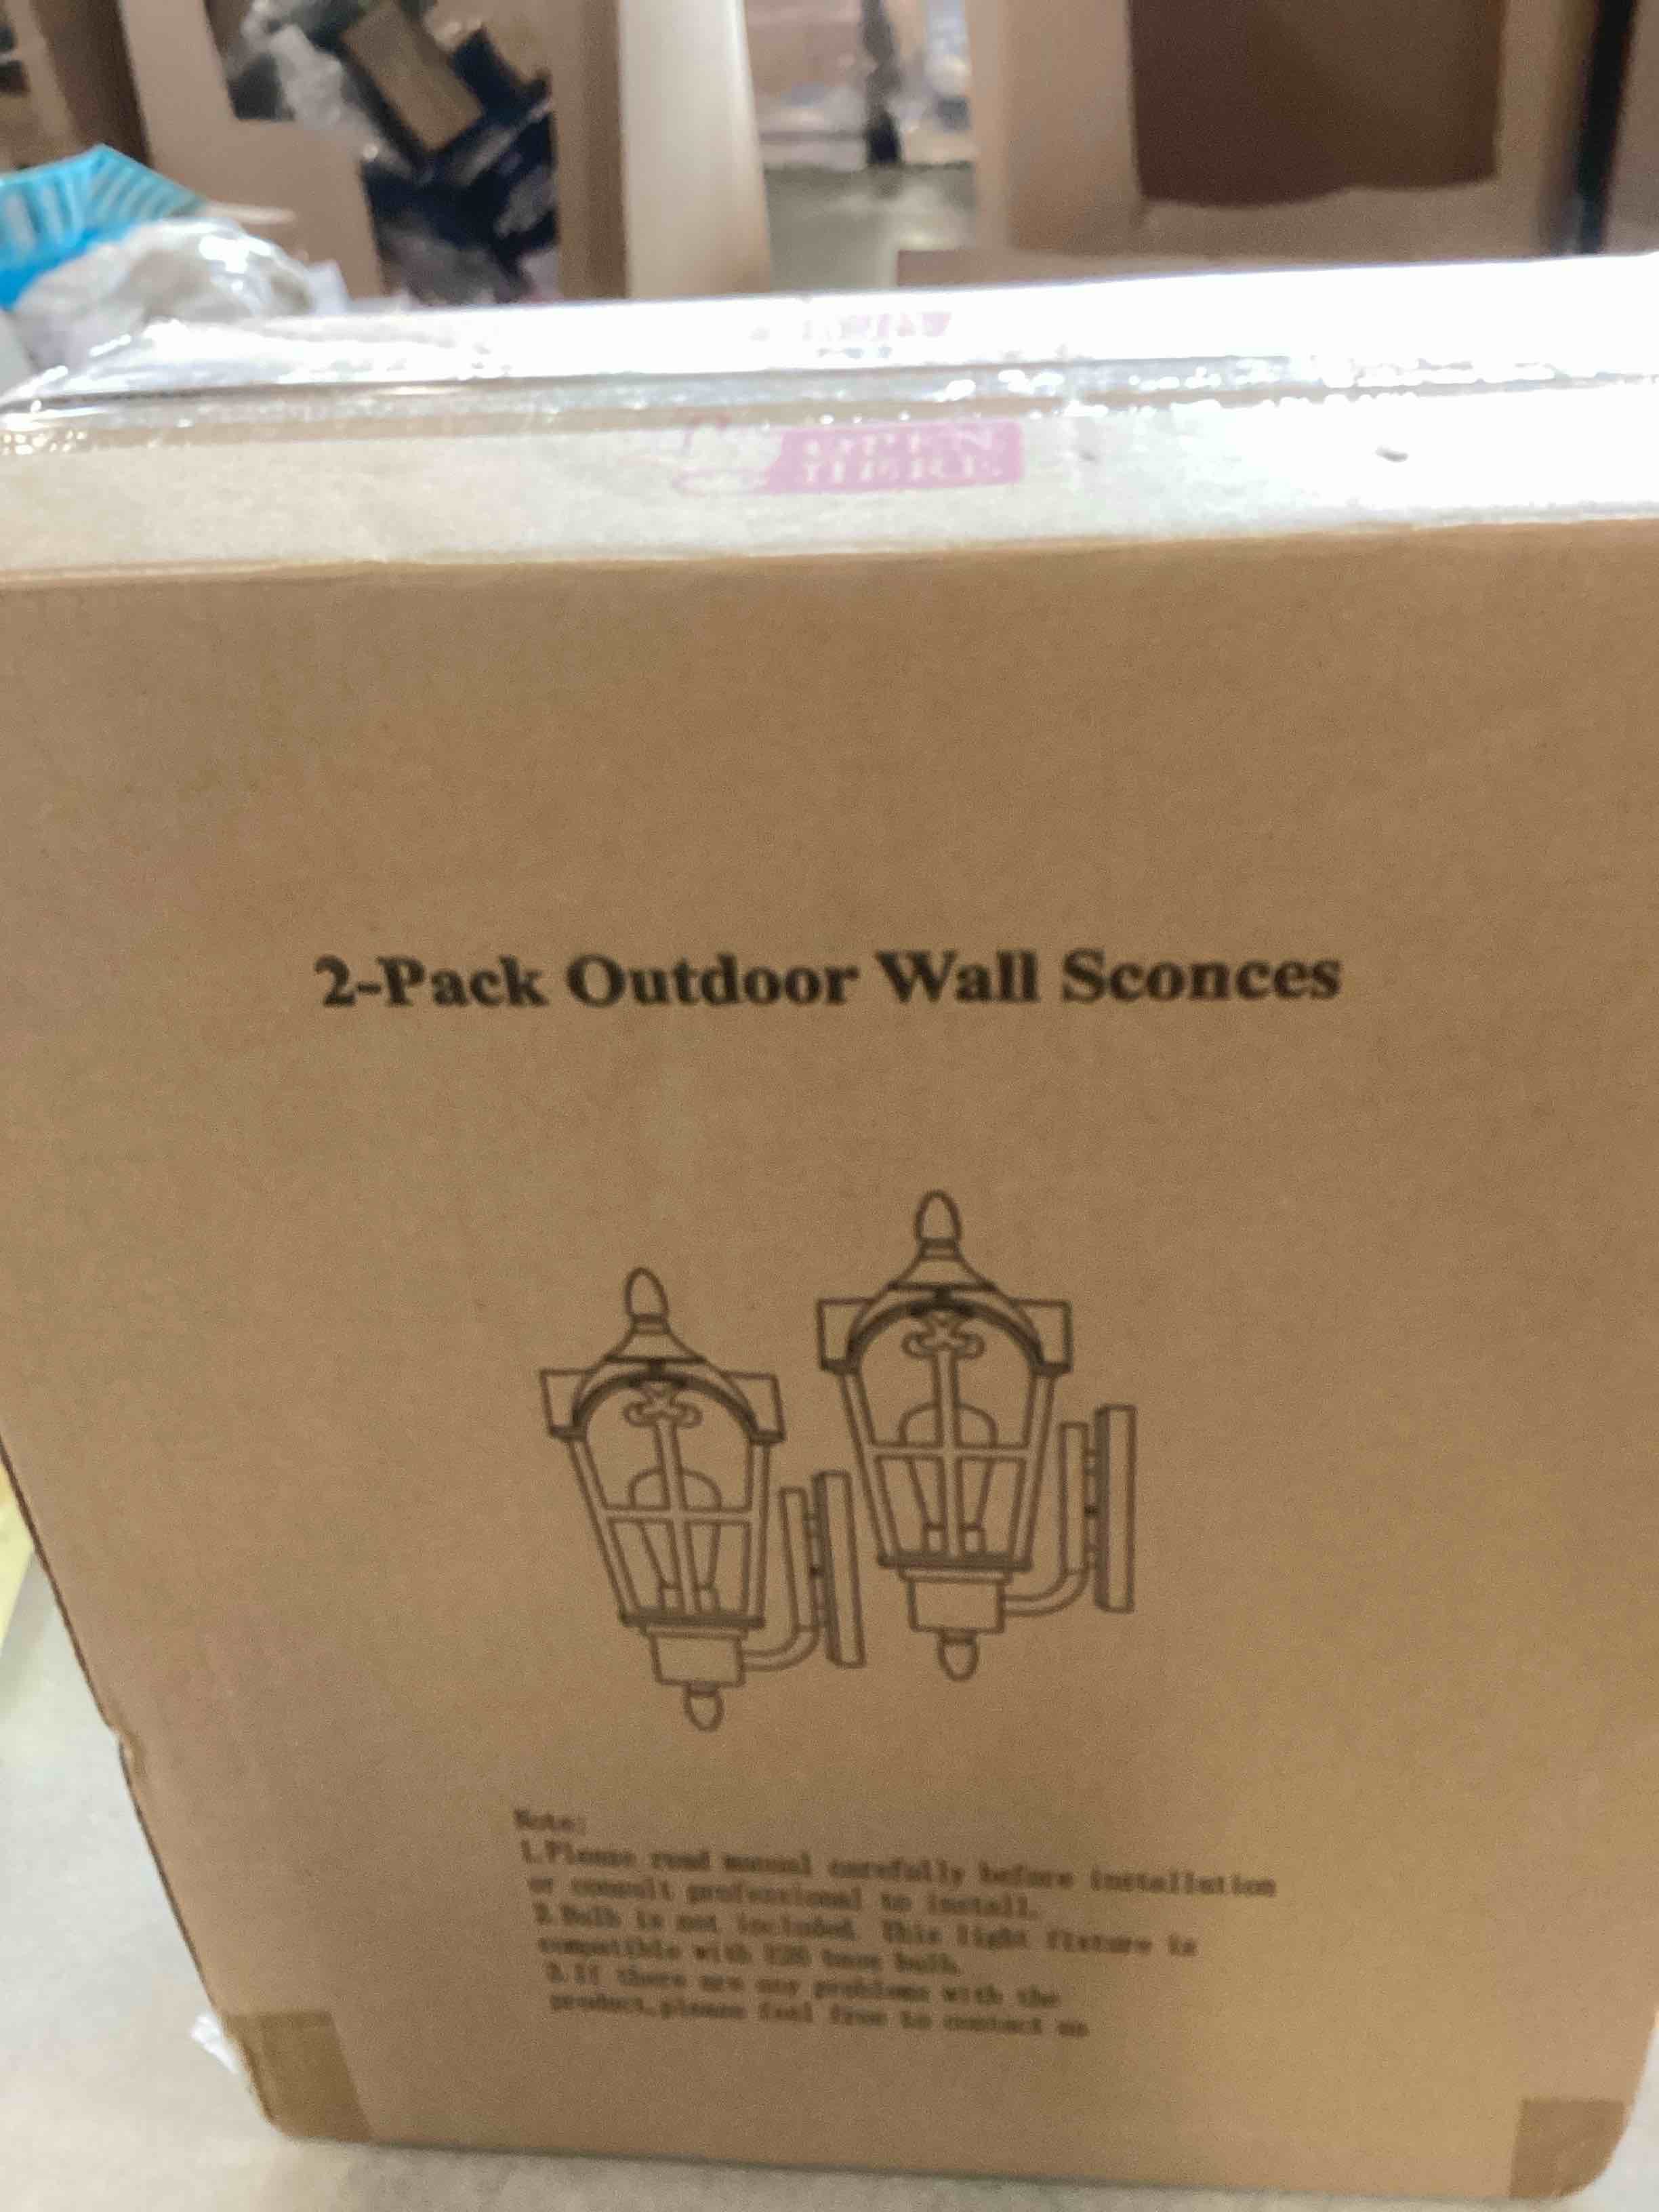 OPEN
HERE
2-Pack Outdoor Wall Sconces
Note:
1.Please read manual carefully before installation
or consult professional to install.
2.Bulb is not included. This light fixture is
compatible with E26 base bulb.
3.If there are any problems with the
product,please feel free to contact us